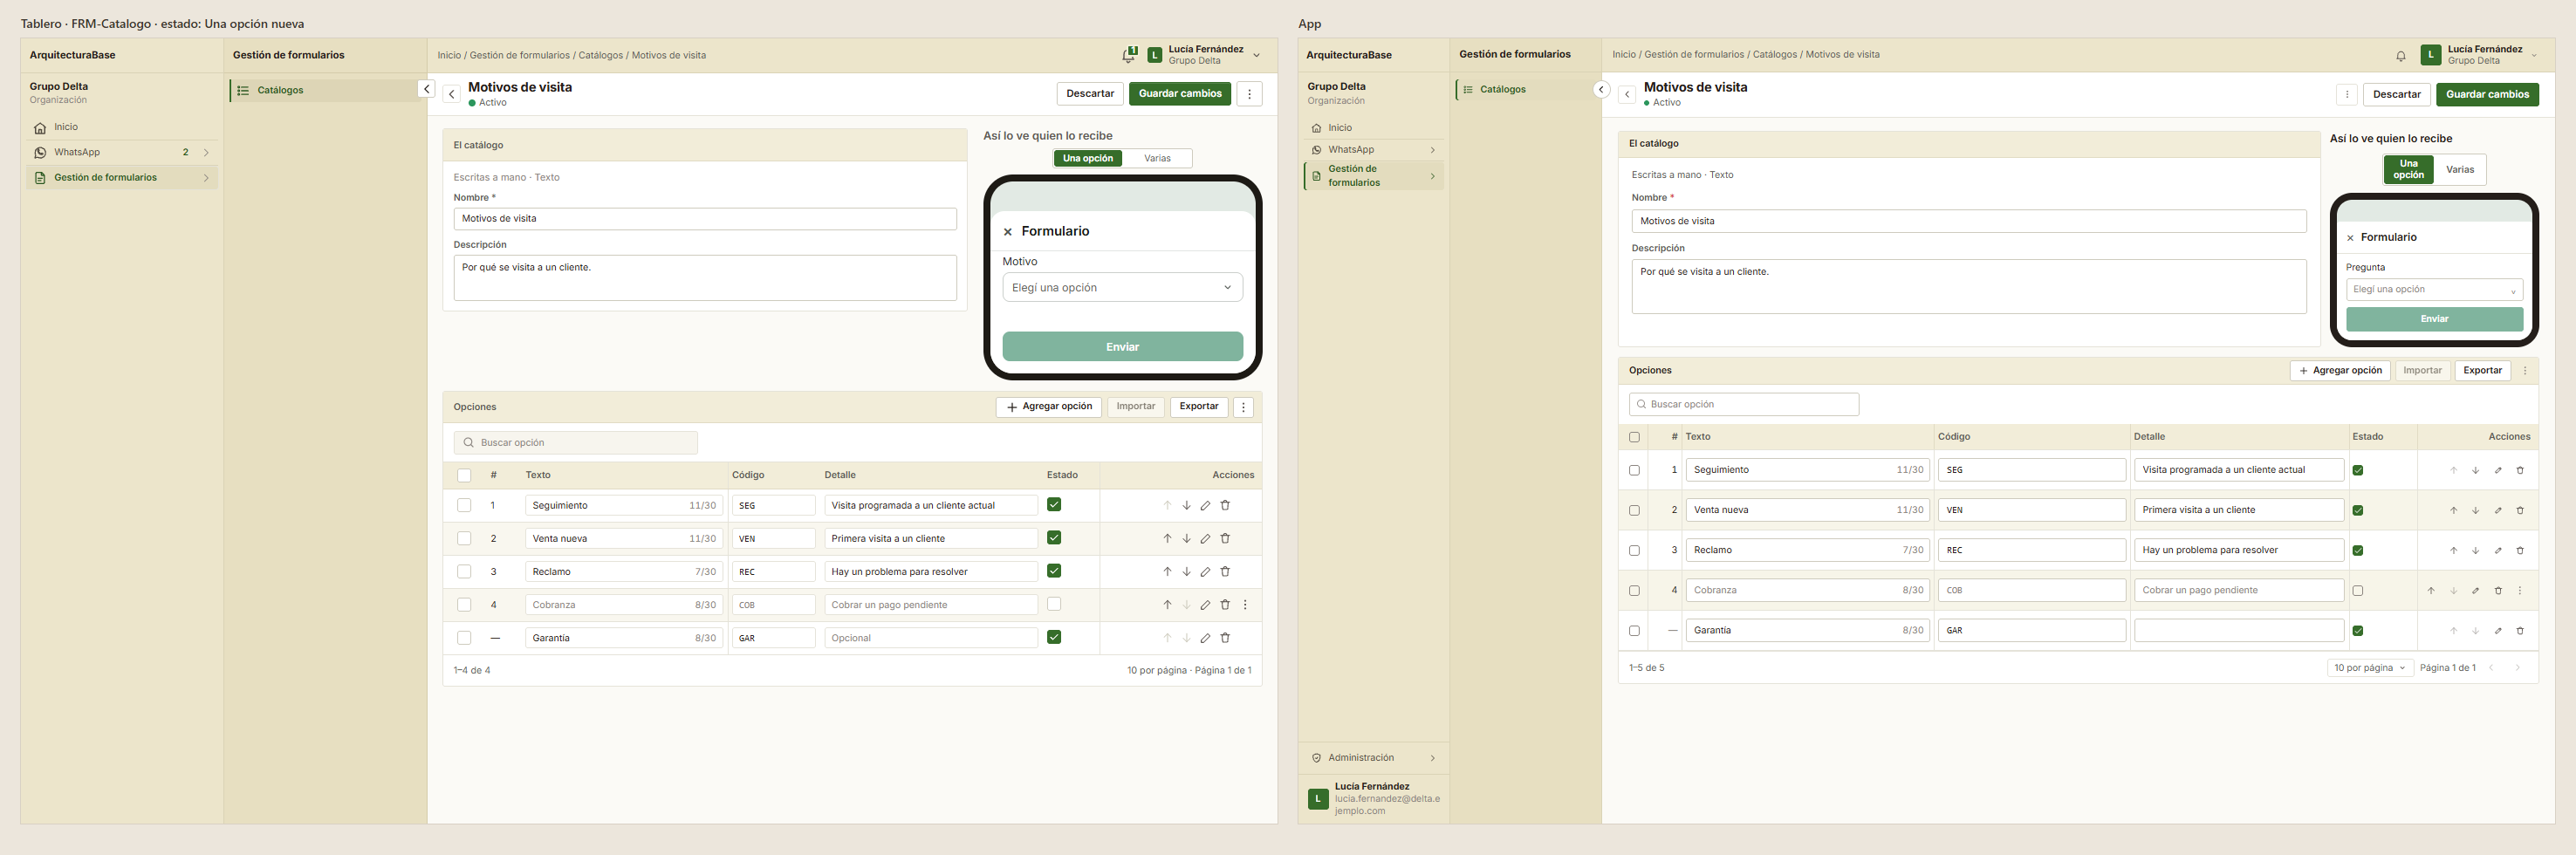 Tablero · FRM-Catalogo · estado: Una opción nueva
ArquitecturaBase
Gestión de formularios
Inicio / Gestión de formularios / Catálogos / Motivos de visita
1
L
Lucía Fernández
Grupo Delta
Grupo Delta
Organización
Inicio
WhatsApp 2
Gestión de formularios
Catálogos
Motivos de visita
Activo
Descartar
Guardar cambios
El catálogo
Escritas a mano · Texto
Nombre *
Motivos de visita
Descripción
Por qué se visita a un cliente.
Así lo ve quien lo recibe
Una opción
Varias
Formulario
Motivo
Elegí una opción
Enviar
Opciones
Agregar opción
Importar
Exportar
Buscar opción
# Texto Código Detalle Estado Acciones
1 Seguimiento 11/30 SEG Visita programada a un cliente actual
2 Venta nueva 11/30 VEN Primera visita a un cliente
3 Reclamo 7/30 REC Hay un problema para resolver
4 Cobranza 8/30 COB Cobrar un pago pendiente
— Garantía 8/30 GAR Opcional
1–4 de 4
10 por página · Página 1 de 1
App
ArquitecturaBase
Gestión de formularios
Inicio / Gestión de formularios / Catálogos / Motivos de visita
L
Lucía Fernández
Grupo Delta
Grupo Delta
Organización
Inicio
WhatsApp
Gestión de
formularios
Catálogos
Motivos de visita
Activo
Descartar
Guardar cambios
El catálogo
Escritas a mano · Texto
Nombre *
Motivos de visita
Descripción
Por qué se visita a un cliente.
Así lo ve quien lo recibe
Una
opción
Varias
Formulario
Pregunta
Elegí una opción
Enviar
Opciones
Agregar opción
Importar
Exportar
Buscar opción
# Texto Código Detalle Estado Acciones
1 Seguimiento 11/30 SEG Visita programada a un cliente actual
2 Venta nueva 11/30 VEN Primera visita a un cliente
3 Reclamo 7/30 REC Hay un problema para resolver
4 Cobranza 8/30 COB Cobrar un pago pendiente
— Garantía 8/30 GAR
1–5 de 5
10 por página
Página 1 de 1
Administración
L
Lucía Fernández
lucia.fernandez@delta.e
jemplo.com